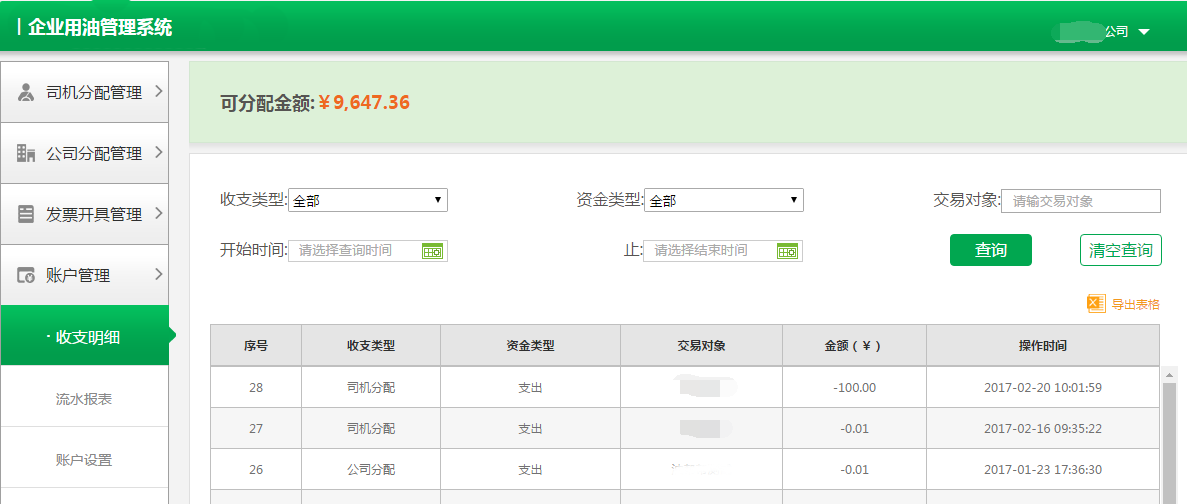 企业用油管理系统
公司
司机分配管理
公司分配管理
发票开具管理
账户管理
· 收支明细
流水报表
账户设置
可分配金额:￥9,647.36
收支类型: 全部 资金类型: 全部 交易对象: 请输交易对象
开始时间: 请选择查询时间 止: 请选择结束时间 查询 清空查询
导出表格
序号 收支类型 资金类型 交易对象 金额（￥） 操作时间
28 司机分配 支出 -100.00 2017-02-20 10:01:59
27 司机分配 支出 -0.01 2017-02-16 09:35:22
26 公司分配 支出 -0.01 2017-01-23 17:36:30